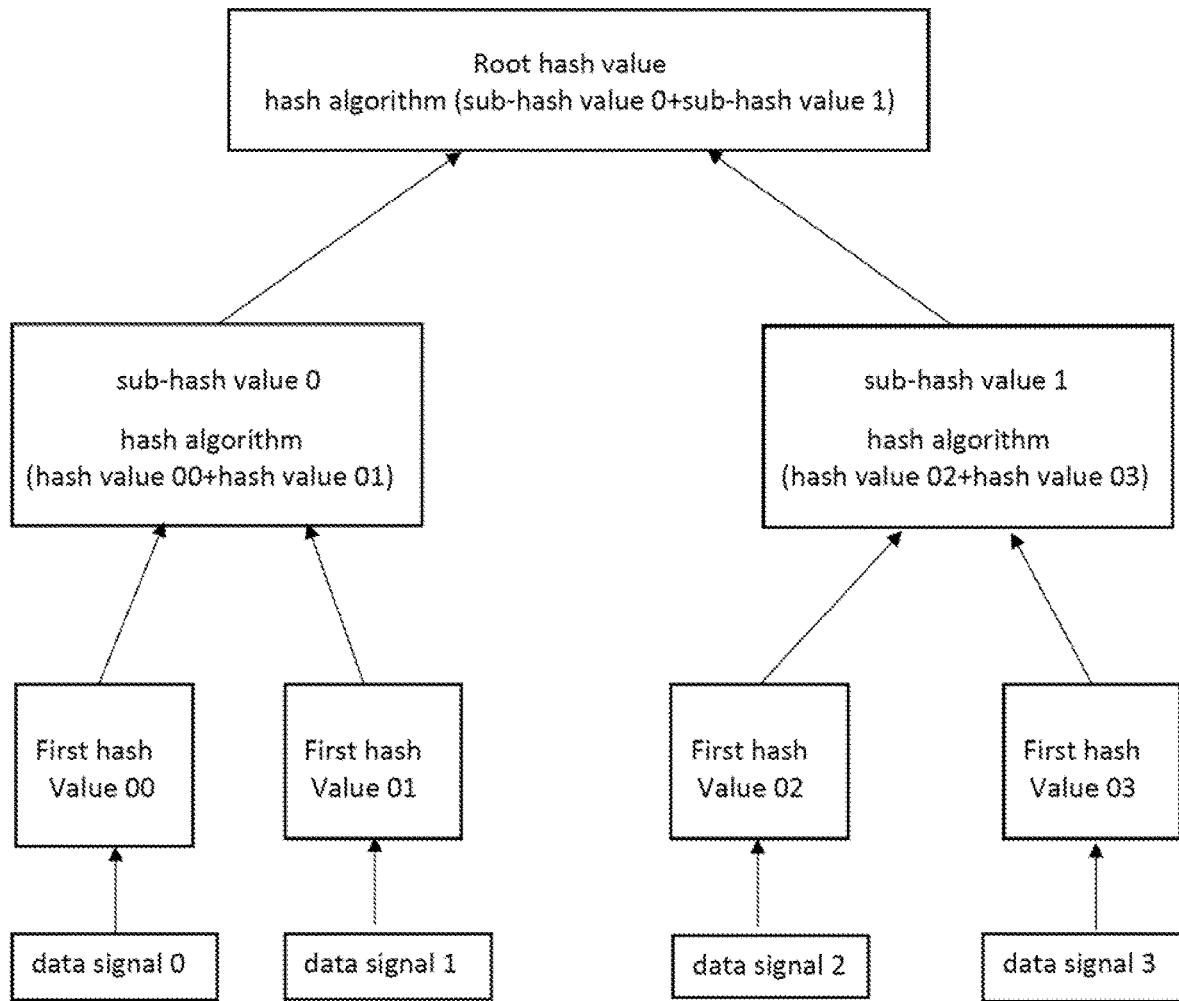 Root hash value
hash algorithm (sub-hash value 0+sub-hash value 1)
sub-hash value 0
hash algorithm
(hash value 00+hash value 01)
sub-hash value 1
hash algorithm
(hash value 02+hash value 03)
First hash
Value 00
First hash
Value 01
First hash
Value 02
First hash
Value 03
data signal 0
data signal 1
data signal 2
data signal 3